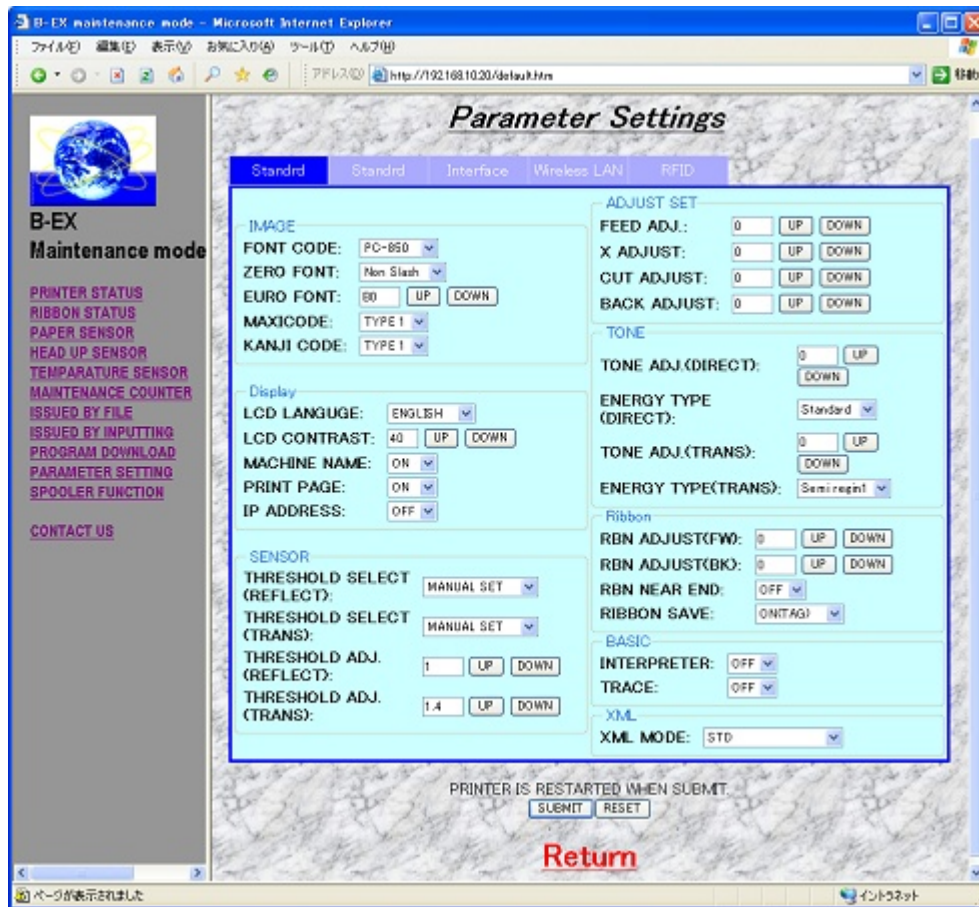 B-EX maintenance mode - Microsoft Internet Explorer
ファイル(F) 編集(E) 表示(V) お気に入り(A) ツール(T) ヘルプ(H)
アドレス(D) http://192.168.10.20/default.htm 移動
B-EX
Maintenance mode
PRINTER STATUS
RIBBON STATUS
PAPER SENSOR
HEAD UP SENSOR
TEMPARATURE SENSOR
MAINTENANCE COUNTER
ISSUED BY FILE
ISSUED BY INPUTTING
PROGRAM DOWNLOAD
PARAMETER SETTING
SPOOLER FUNCTION
CONTACT US
Parameter Settings
Standrd Standrd Interface Wireless LAN RFID
IMAGE
FONT CODE: PC-850
ZERO FONT: Non Slash
EURO FONT: B0 UP DOWN
MAXICODE: TYPE1
KANJI CODE: TYPE1
Display
LCD LANGUGE: ENGLISH
LCD CONTRAST: 40 UP DOWN
MACHINE NAME: ON
PRINT PAGE: ON
IP ADDRESS: OFF
SENSOR
THRESHOLD SELECT
(REFLECT): MANUAL SET
THRESHOLD SELECT
(TRANS): MANUAL SET
THRESHOLD ADJ.
(REFLECT): 1 UP DOWN
THRESHOLD ADJ.
(TRANS): 1.4 UP DOWN
ADJUST SET
FEED ADJ.: 0 UP DOWN
X ADJUST: 0 UP DOWN
CUT ADJUST: 0 UP DOWN
BACK ADJUST: 0 UP DOWN
TONE
TONE ADJ.(DIRECT): 0 UP
DOWN
ENERGY TYPE
(DIRECT): Standard
TONE ADJ.(TRANS): 0 UP
DOWN
ENERGY TYPE(TRANS): Semiregin1
Ribbon
RBN ADJUST(FW): 0 UP DOWN
RBN ADJUST(BK): 0 UP DOWN
RBN NEAR END: OFF
RIBBON SAVE: ON(TAG)
BASIC
INTERPRETER: OFF
TRACE: OFF
XML
XML MODE: STD
PRINTER IS RESTARTED WHEN SUBMIT.
SUBMIT RESET
Return
ページが表示されました イントラネット